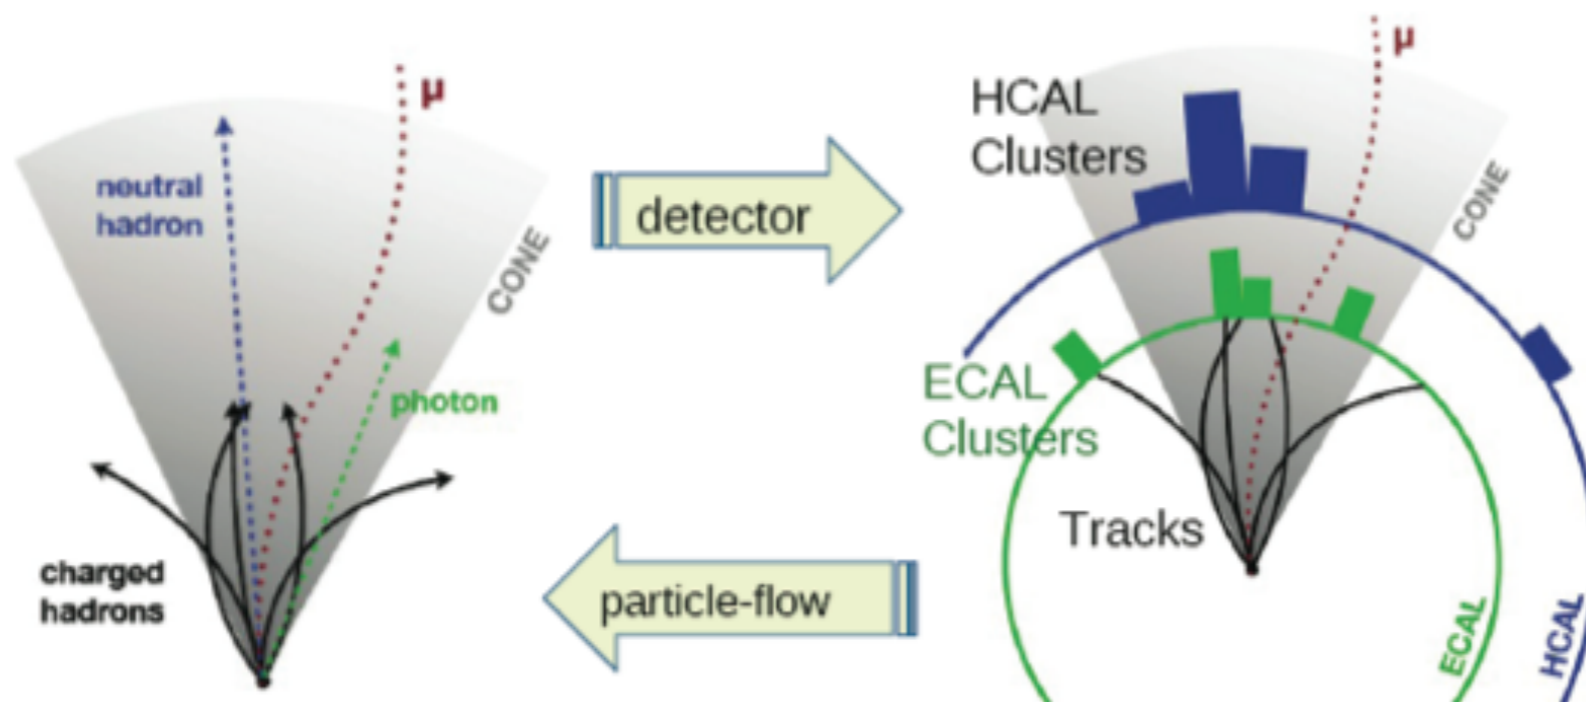 μ
neutral
hadron
CONE
photon
charged
hadrons
detector
particle-flow
μ
HCAL
Clusters
CONE
ECAL
Clusters
Tracks
ECAL
HCAL